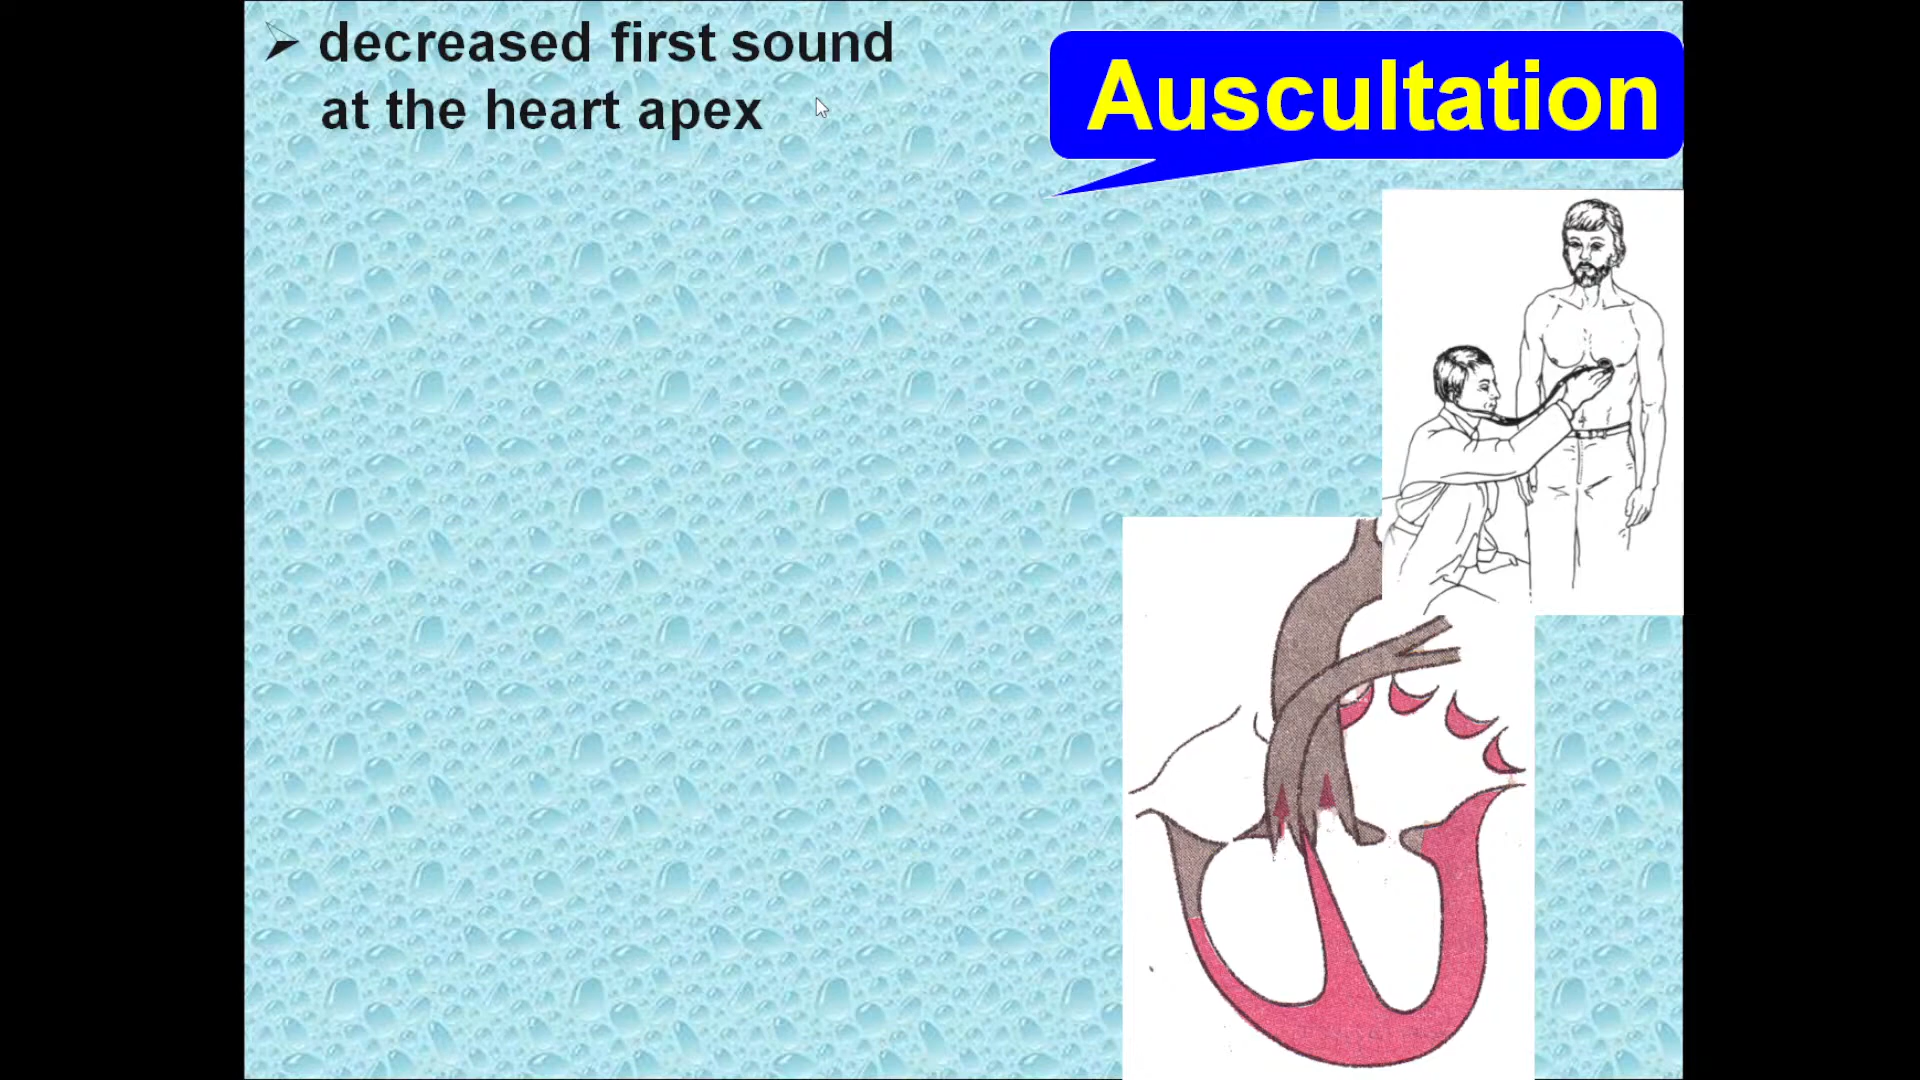 decreased first sound
at the heart apex
Auscultation